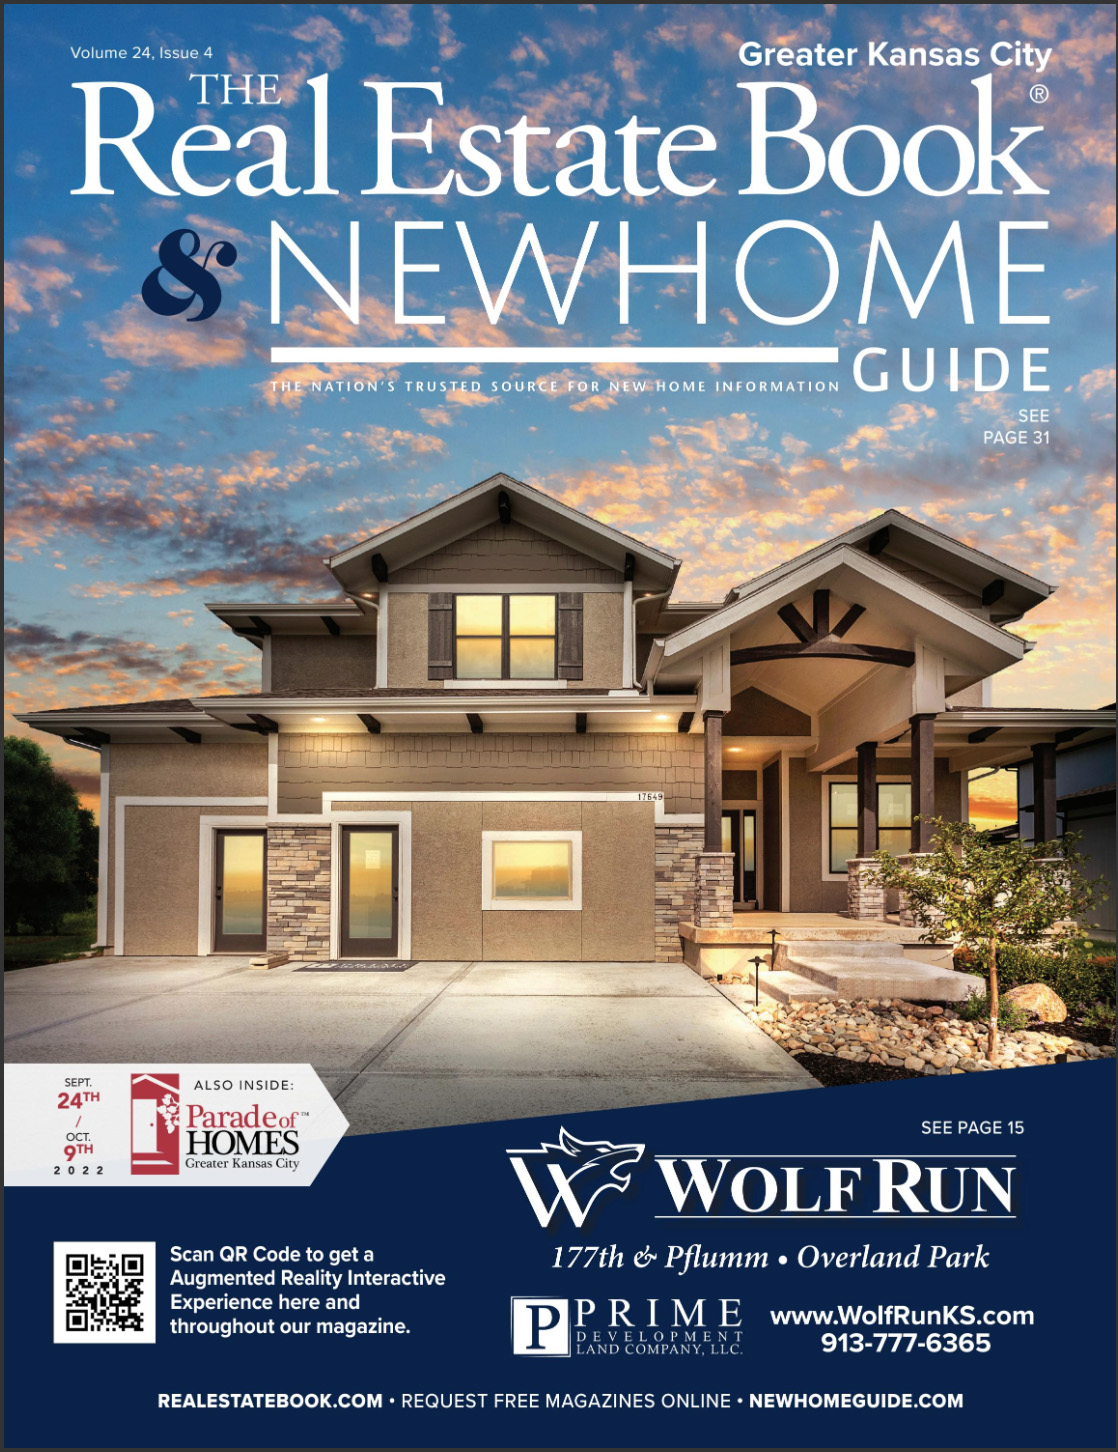 Volume 24, Issue 4
Greater Kansas City
THE
Real Estate Book®
& NEWHOME
GUIDE
THE NATION'S TRUSTED SOURCE FOR NEW HOME INFORMATION
SEE
PAGE 31
17649
SEPT.
24TH
/
OCT.
9TH
2022
ALSO INSIDE:
Parade of™
HOMES
Greater Kansas City
SEE PAGE 15
W WOLF RUN
177th & Pflumm • Overland Park
Scan QR Code to get a
Augmented Reality Interactive
Experience here and
throughout our magazine.
P PRIME
DEVELOPMENT
LAND COMPANY, LLC.
www.WolfRunKS.com
913-777-6365
REALESTATEBOOK.COM • REQUEST FREE MAGAZINES ONLINE • NEWHOMEGUIDE.COM